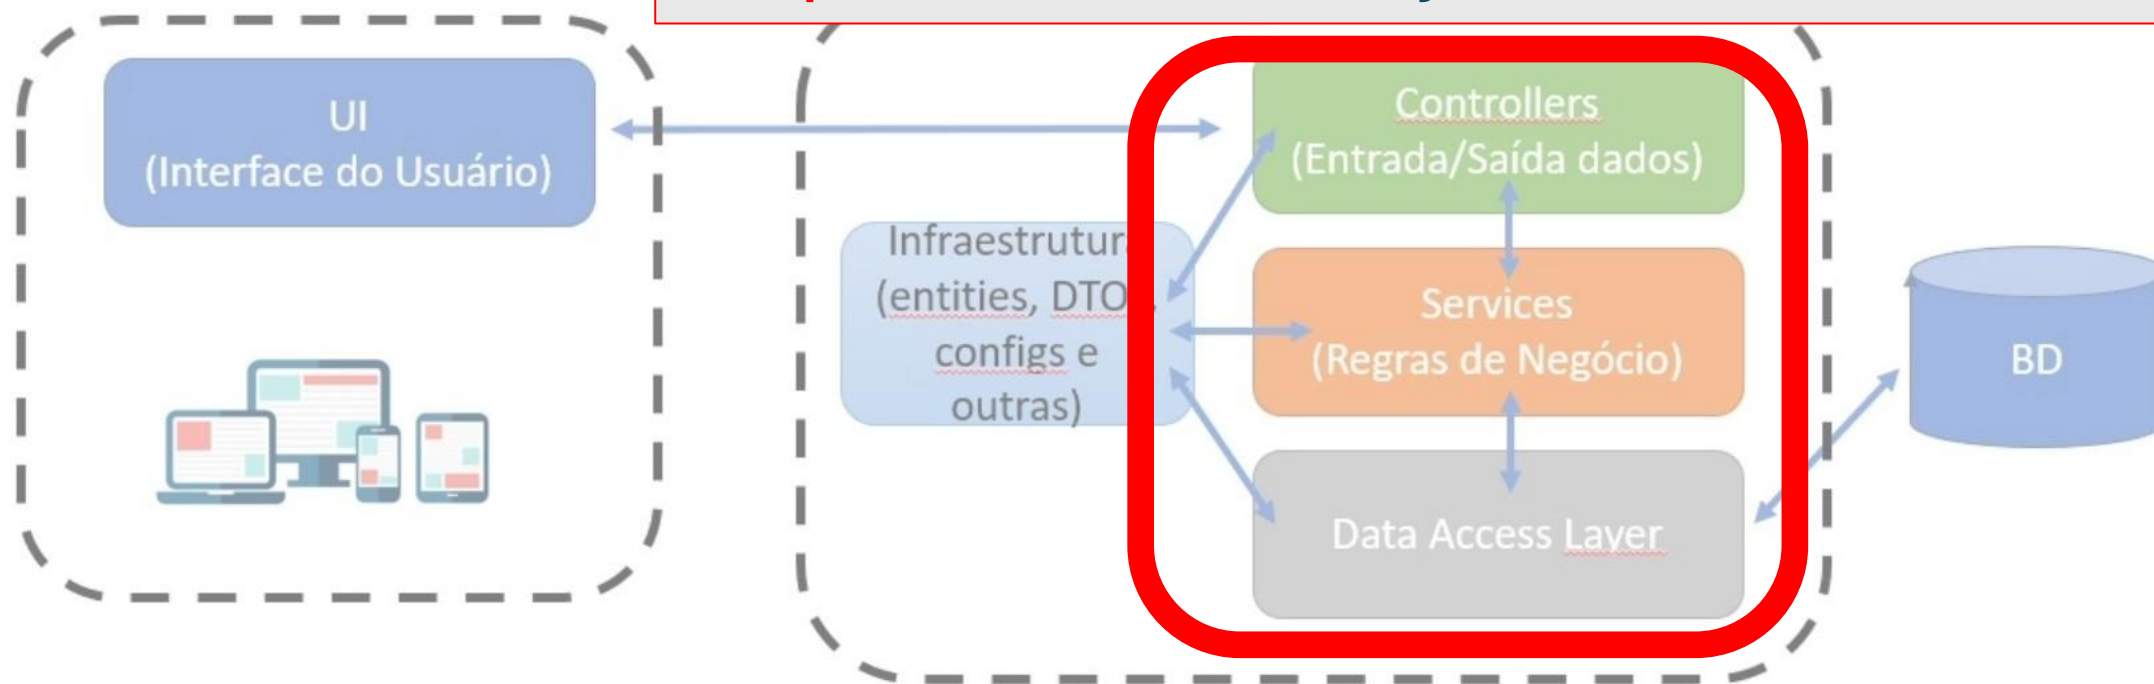 UI
(Interface do Usuário)
Controllers
(Entrada/Saída dados)
Infraestrutur
(entities, DTO
configs e
outras)
Services
(Regras de Negócio)
Data Access Layer
BD